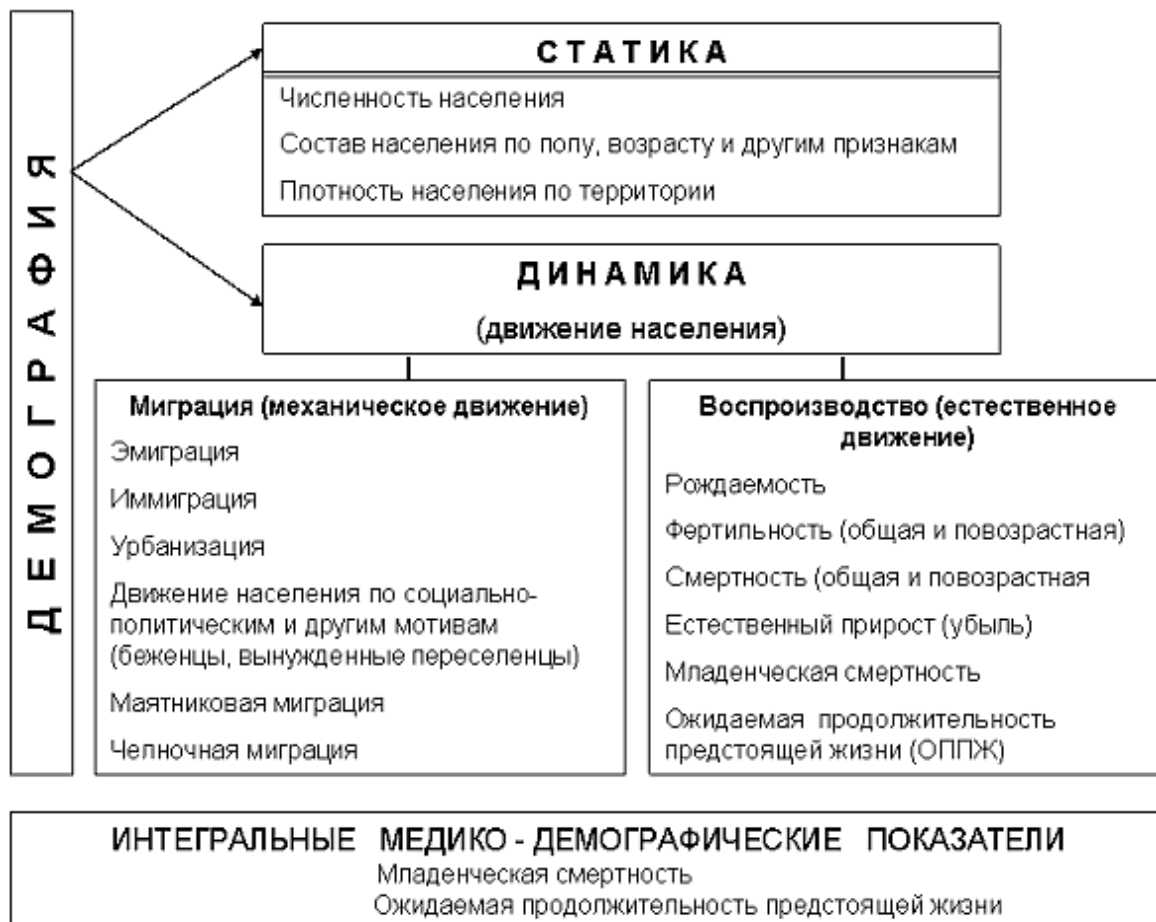 ДЕМОГРАФИЯ
СТАТИКА
Численность населения
Состав населения по полу, возрасту и другим признакам
Плотность населения по территории
ДИНАМИКА
(движение населения)
Миграция (механическое движение)
Эмиграция
Иммиграция
Урбанизация
Движение населения по социально-
политическим и другим мотивам
(беженцы, вынужденные переселенцы)
Маятниковая миграция
Челночная миграция
Воспроизводство (естественное
движение)
Рождаемость
Фертильность (общая и повозрастная)
Смертность (общая и повозрастная
Естественный прирост (убыль)
Младенческая смертность
Ожидаемая продолжительность
предстоящей жизни (ОППЖ)
ИНТЕГРАЛЬНЫЕ МЕДИКО - ДЕМОГРАФИЧЕСКИЕ ПОКАЗАТЕЛИ
Младенческая смертность
Ожидаемая продолжительность предстоящей жизни